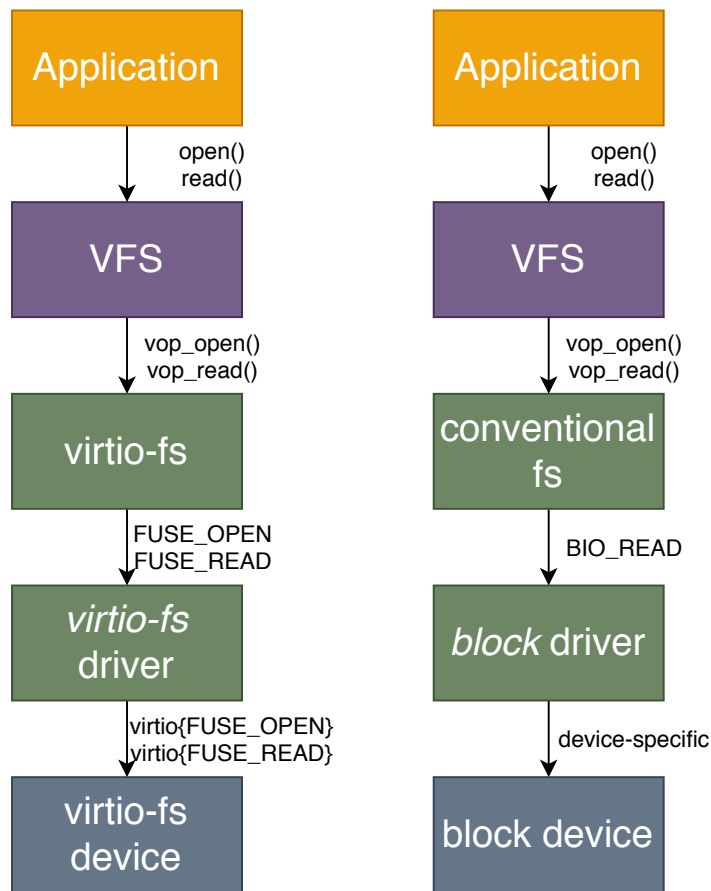 Application
open()
read()
VFS
vop_open()
vop_read()
virtio-fs
FUSE_OPEN
FUSE_READ
virtio-fs
driver
virtio{FUSE_OPEN}
virtio{FUSE_READ}
virtio-fs
device
Application
open()
read()
VFS
vop_open()
vop_read()
conventional
fs
BIO_READ
block driver
device-specific
block device